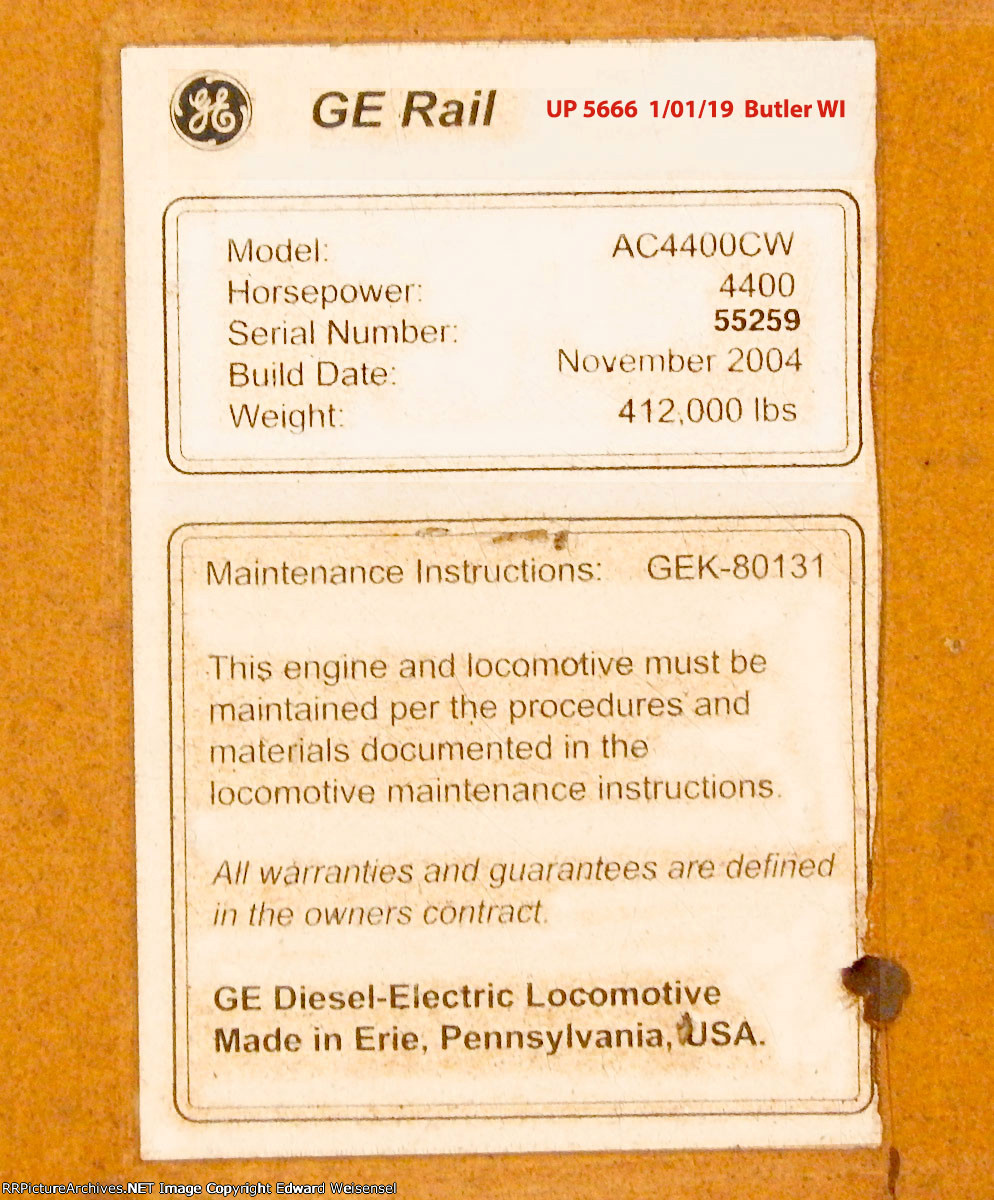 GE GE Rail UP 5666 1/01/19 Butler WI
Model: AC4400CW
Horsepower: 4400
Serial Number: 55259
Build Date: November 2004
Weight: 412,000 lbs
Maintenance Instructions: GEK-80131
This engine and locomotive must be
maintained per the procedures and
materials documented in the
locomotive maintenance instructions.
All warranties and guarantees are defined
in the owners contract.
GE Diesel-Electric Locomotive
Made in Erie, Pennsylvania, USA.
RRPictureArchives.NET Image Copyright Edward Weisensel